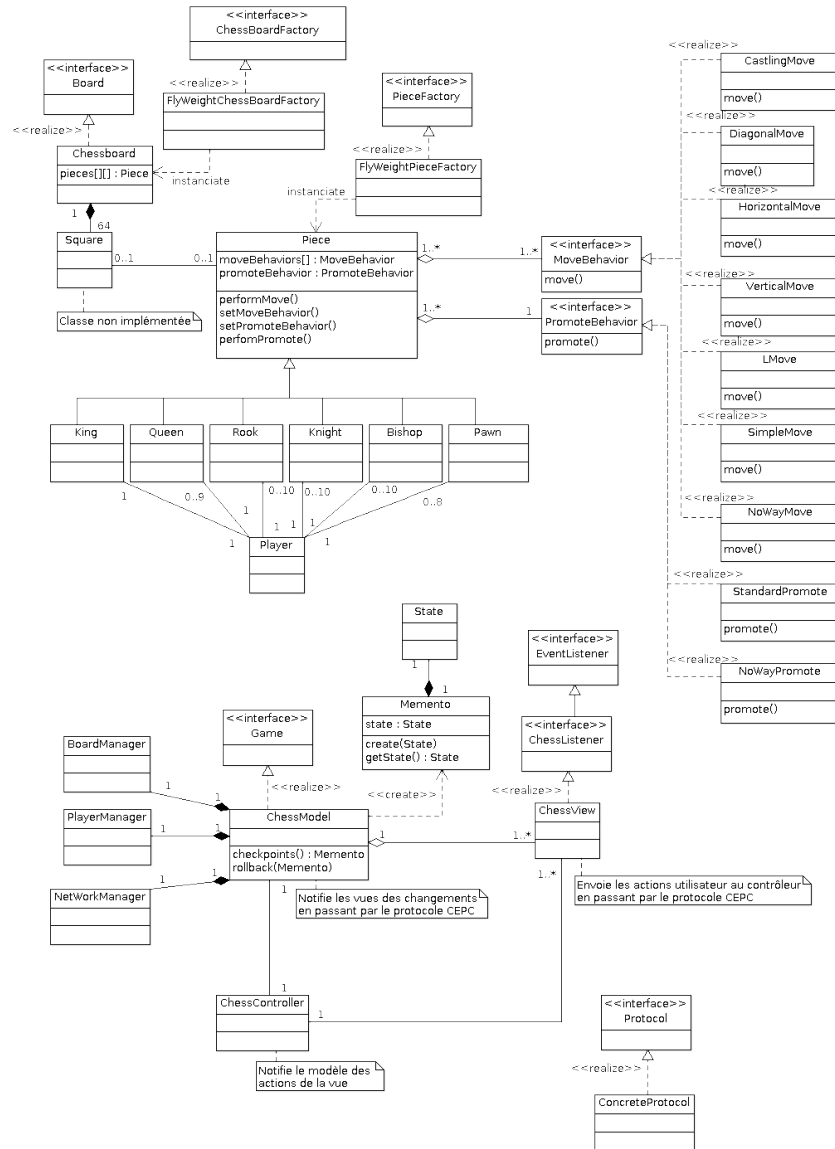 <<interface>>
ChessBoardFactory
<<realize>>
FlyWeightChessBoardFactory
<<interface>>
Board
<<realize>>
Chessboard
pieces[][] : Piece
instanciate
<<interface>>
PieceFactory
<<realize>>
FlyWeightPieceFactory
instanciate
1
64
Square
0..1
0..1
Classe non implémentée
Piece
moveBehaviors[] : MoveBehavior
promoteBehavior : PromoteBehavior
performMove()
setMoveBehavior()
setPromoteBehavior()
perfomPromote()
1..*
1..*
<<interface>>
MoveBehavior
move()
1..*
1
<<interface>>
PromoteBehavior
promote()
<<realize>>
CastlingMove
move()
<<realize>>
DiagonalMove
move()
<<realize>>
HorizontalMove
move()
<<realize>>
VerticalMove
move()
<<realize>>
LMove
move()
<<realize>>
SimpleMove
move()
<<realize>>
NoWayMove
move()
<<realize>>
StandardPromote
promote()
<<realize>>
NoWayPromote
promote()
King
Queen
Rook
Knight
Bishop
Pawn
1
0..9
0..10
0..10
0..10
0..8
1
1
1
1
1
1
Player
State
1
1
Memento
state : State
create(State)
getState() : State
<<interface>>
EventListener
<<interface>>
ChessListener
<<realize>>
ChessView
<<interface>>
Game
<<realize>>
<<create>>
BoardManager
1
1
PlayerManager
1
1
NetWorkManager
1
1
ChessModel
checkpoints() : Memento
rollback(Memento)
1
1..*
1
1..*
Notifie les vues des changements
en passant par le protocole CEPC
Envoie les actions utilisateur au contrôleur
en passant par le protocole CEPC
1
ChessController
1
Notifie le modèle des
actions de la vue
<<interface>>
Protocol
<<realize>>
ConcreteProtocol